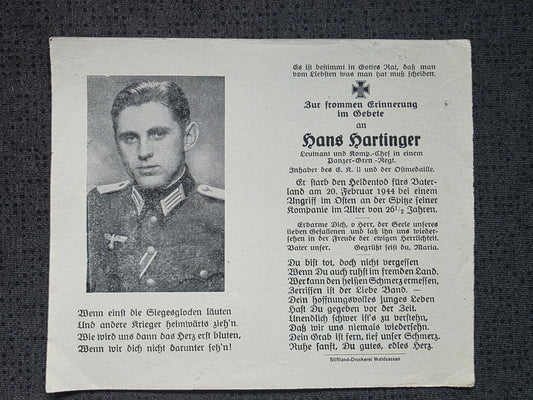 Wenn einst die Siegesglocken läuten
Und andere Krieger heimwärts zieh'n.
Wie wird uns dann das Herz erst bluten,
Wenn wir dich nicht darunter seh'n!
Es ist bestimmt in Gottes Rat, daß man
vom Liebsten was man hat muß scheiden.
Zur frommen Erinnerung
im Gebete
an
Hans Hartinger
Leutnant und Komp.-Chef in einem
Panzer-Gren.-Regt.
Inhaber des E. K. II und der Ostmedaille.
Er starb den Heldentod fürs Vater-
land am 20. Februar 1944 bei einem
Angriff im Osten an der Spitze seiner
Kompanie im Alter von 26½ Jahren.
Erbarme Dich, o Herr, der Seele unseres
lieben Gefallenen und laß ihn uns wieder-
sehen in der Freude der ewigen Herrlichkeit.
Vater unser. Gegrüßt seist du, Maria.
Du bist tot, doch nicht vergessen
Wenn Du auch ruhst im fremden Land.
Wer kann den heißen Schmerz ermessen,
Zerrissen ist der Liebe Band. —
Dein hoffnungsvolles junges Leben
Hast Du gegeben vor der Zeit.
Unendlich schwer ist's zu versteh'n,
Daß wir uns niemals wiederseh'n.
Dein Grab ist fern, tief unser Schmerz.
Ruhe sanft, Du gutes, edles Herz.
Stiftland-Druckerei Waldsassen